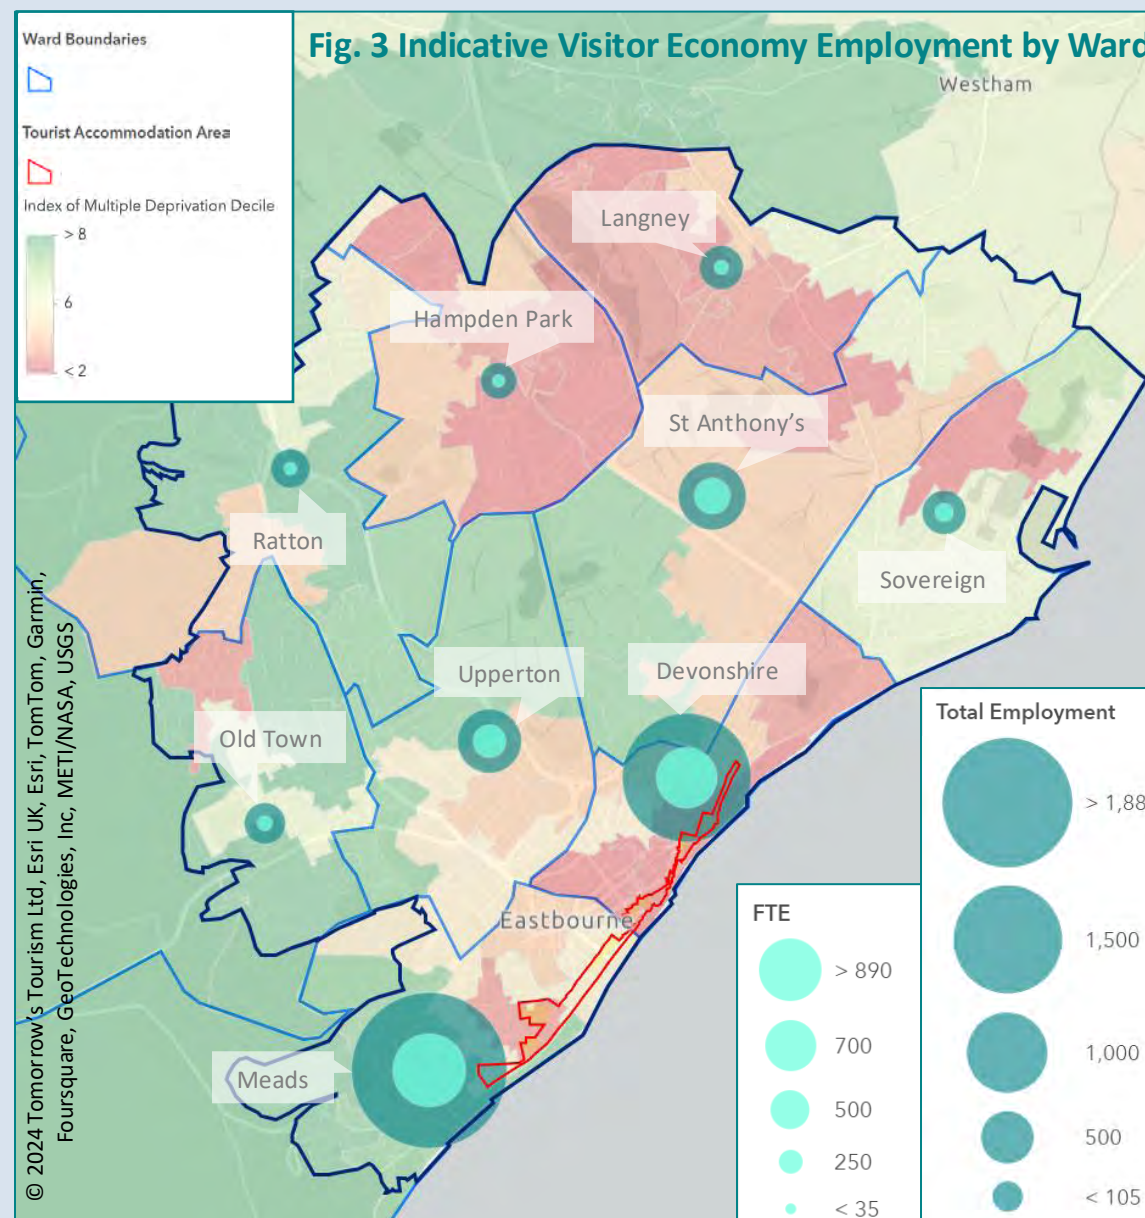 Fig. 3 Indicative Visitor Economy Employment by Ward
Ward Boundaries
Tourist Accommodation Area
Index of Multiple Deprivation Decile
> 8
6
< 2
Westham
Langney
Hampden Park
St Anthony's
Ratton
Sovereign
Upperton
Devonshire
Old Town
Eastbourne
Meads
Total Employment
> 1,88
1,500
1,000
500
< 105
FTE
> 890
700
500
250
< 35
© 2024 Tomorrow's Tourism Ltd, Esri UK, Esri, TomTom, Garmin,
Foursquare, GeoTechnologies, Inc, METI/NASA, USGS